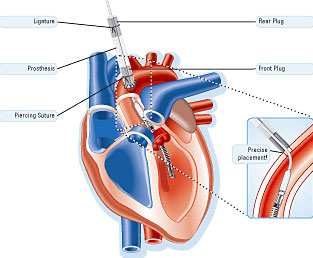 Ligature
Rear Plug
Prosthesis
Front Plug
Piercing Suture
Precise
placement!